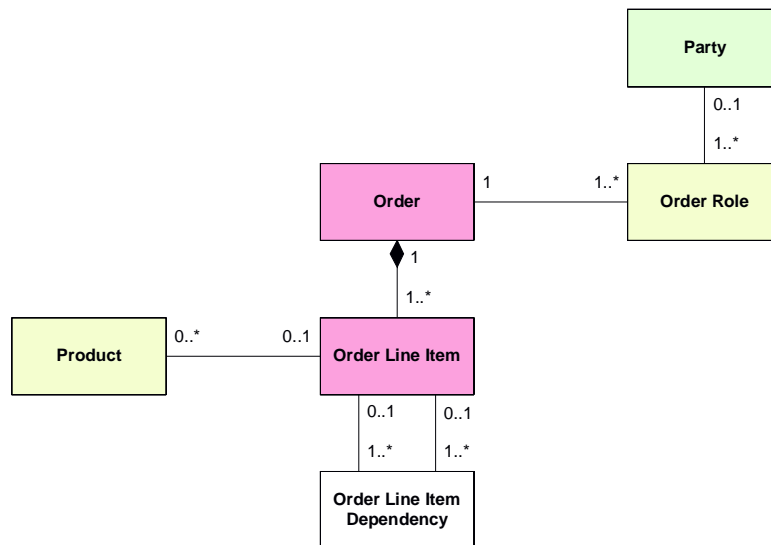 Party
0..1
1..*
Order
1
1..*
Order Role
1
1..*
Product
0..*
0..1
Order Line Item
0..1
0..1
1..*
1..*
Order Line Item
Dependency